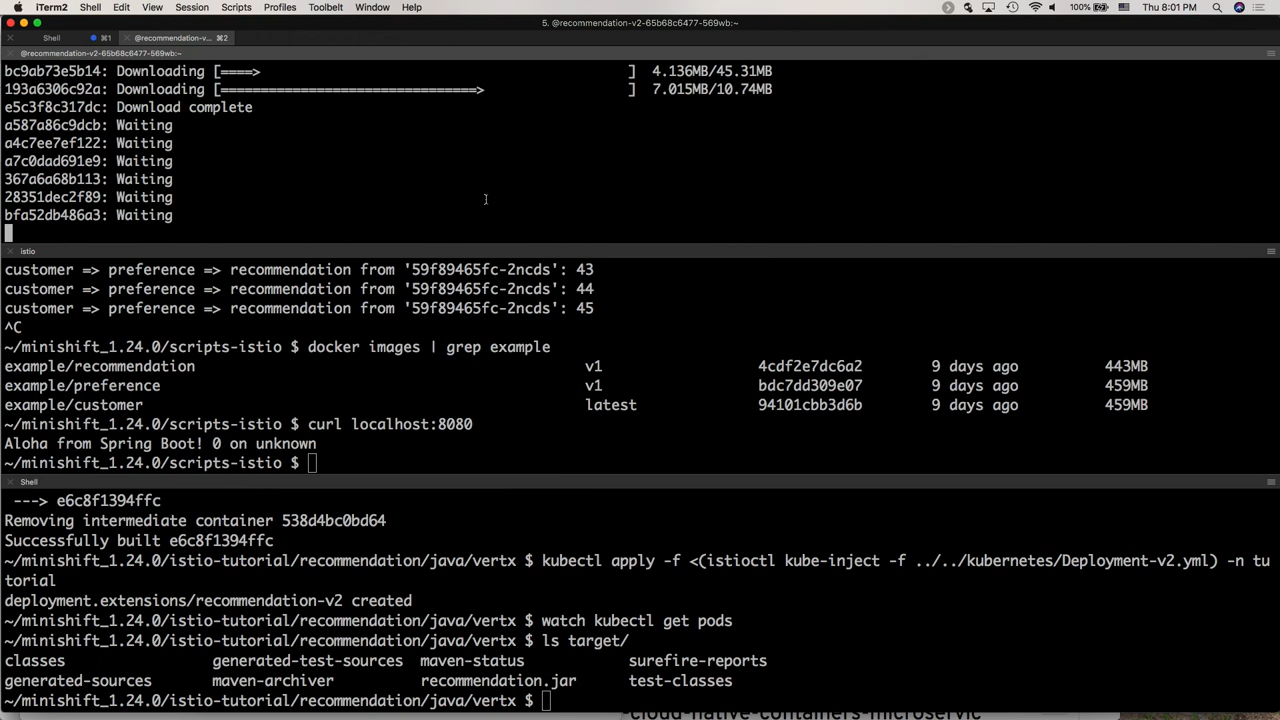 iTerm2 Shell Edit View Session Scripts Profiles Toolbelt Window Help 100% Thu 8:01 PM
5. @recommendation-v2-65b68c6477-569wb:~
Shell ⌘1 @recommendation-v... ⌘2
@recommendation-v2-65b68c6477-569wb:~
bc9ab73e5b14: Downloading [====> ] 4.136MB/45.31MB
193a6306c92a: Downloading [================================> ] 7.015MB/10.74MB
e5c3f8c317dc: Download complete
a587a86c9dcb: Waiting
a4c7ee7ef122: Waiting
a7c0dad691e9: Waiting
367a6a68b113: Waiting
28351dec2f89: Waiting
bfa52db486a3: Waiting
istio
customer => preference => recommendation from '59f89465fc-2ncds': 43
customer => preference => recommendation from '59f89465fc-2ncds': 44
customer => preference => recommendation from '59f89465fc-2ncds': 45
^C
~/minishift_1.24.0/scripts-istio $ docker images | grep example
example/recommendation v1 4cdf2e7dc6a2 9 days ago 443MB
example/preference v1 bdc7dd309e07 9 days ago 459MB
example/customer latest 94101cbb3d6b 9 days ago 459MB
~/minishift_1.24.0/scripts-istio $ curl localhost:8080
Aloha from Spring Boot! 0 on unknown
~/minishift_1.24.0/scripts-istio $
Shell
---> e6c8f1394ffc
Removing intermediate container 538d4bc0bd64
Successfully built e6c8f1394ffc
~/minishift_1.24.0/istio-tutorial/recommendation/java/vertx $ kubectl apply -f <(istioctl kube-inject -f ../../kubernetes/Deployment-v2.yml) -n tu
torial
deployment.extensions/recommendation-v2 created
~/minishift_1.24.0/istio-tutorial/recommendation/java/vertx $ watch kubectl get pods
~/minishift_1.24.0/istio-tutorial/recommendation/java/vertx $ ls target/
classes generated-test-sources maven-status surefire-reports
generated-sources maven-archiver recommendation.jar test-classes
~/minishift_1.24.0/istio-tutorial/recommendation/java/vertx $
-cloud-native-containers-microservic